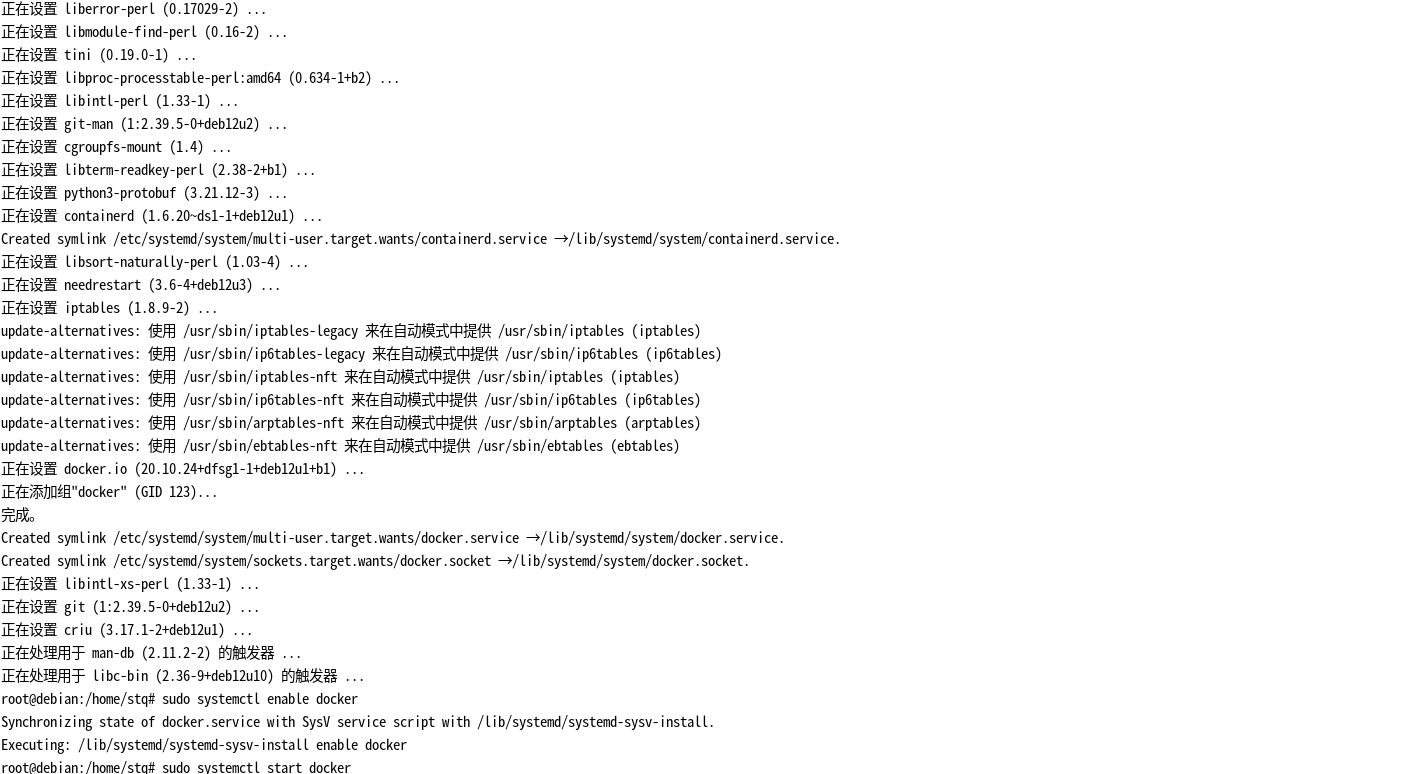 正在设置 liberror-perl (0.17029-2) ...
正在设置 libmodule-find-perl (0.16-2) ...
正在设置 tini (0.19.0-1) ...
正在设置 libproc-processtable-perl:amd64 (0.634-1+b2) ...
正在设置 libintl-perl (1.33-1) ...
正在设置 git-man (1:2.39.5-0+deb12u2) ...
正在设置 cgroupfs-mount (1.4) ...
正在设置 libterm-readkey-perl (2.38-2+b1) ...
正在设置 python3-protobuf (3.21.12-3) ...
正在设置 containerd (1.6.20~ds1-1+deb12u1) ...
Created symlink /etc/systemd/system/multi-user.target.wants/containerd.service →/lib/systemd/system/containerd.service.
正在设置 libsort-naturally-perl (1.03-4) ...
正在设置 needrestart (3.6-4+deb12u3) ...
正在设置 iptables (1.8.9-2) ...
update-alternatives: 使用 /usr/sbin/iptables-legacy 来在自动模式中提供 /usr/sbin/iptables (iptables)
update-alternatives: 使用 /usr/sbin/ip6tables-legacy 来在自动模式中提供 /usr/sbin/ip6tables (ip6tables)
update-alternatives: 使用 /usr/sbin/iptables-nft 来在自动模式中提供 /usr/sbin/iptables (iptables)
update-alternatives: 使用 /usr/sbin/ip6tables-nft 来在自动模式中提供 /usr/sbin/ip6tables (ip6tables)
update-alternatives: 使用 /usr/sbin/arptables-nft 来在自动模式中提供 /usr/sbin/arptables (arptables)
update-alternatives: 使用 /usr/sbin/ebtables-nft 来在自动模式中提供 /usr/sbin/ebtables (ebtables)
正在设置 docker.io (20.10.24+dfsg1-1+deb12u1+b1) ...
正在添加组"docker" (GID 123)...
完成。
Created symlink /etc/systemd/system/multi-user.target.wants/docker.service →/lib/systemd/system/docker.service.
Created symlink /etc/systemd/system/sockets.target.wants/docker.socket →/lib/systemd/system/docker.socket.
正在设置 libintl-xs-perl (1.33-1) ...
正在设置 git (1:2.39.5-0+deb12u2) ...
正在设置 criu (3.17.1-2+deb12u1) ...
正在处理用于 man-db (2.11.2-2) 的触发器 ...
正在处理用于 libc-bin (2.36-9+deb12u10) 的触发器 ...
root@debian:/home/stq# sudo systemctl enable docker
Synchronizing state of docker.service with SysV service script with /lib/systemd/systemd-sysv-install.
Executing: /lib/systemd/systemd-sysv-install enable docker
root@debian:/home/stq# sudo systemctl start docker